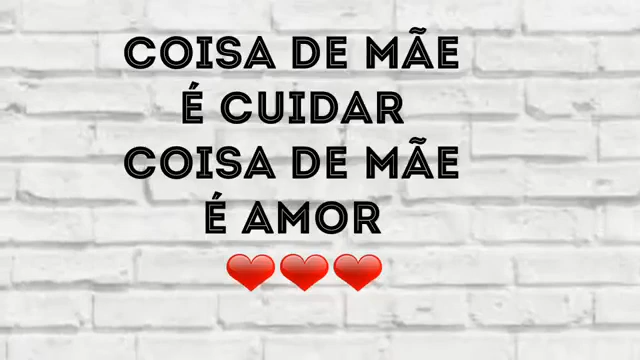 COISA DE MÃE
É CUIDAR
COISA DE MÃE
É AMOR
❤❤❤